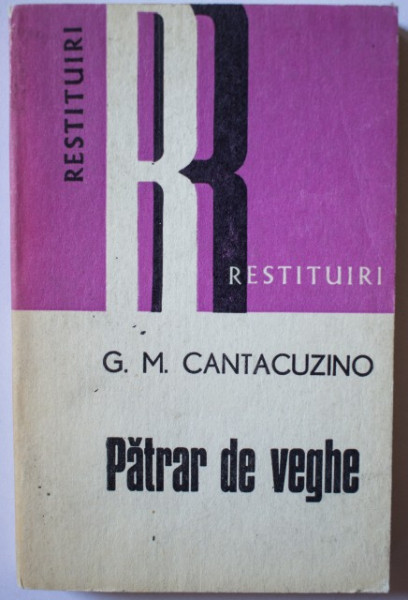 RESTITUIRI
R
RESTITUIRI
G. M. CANTACUZINO
Pătrar de veghe